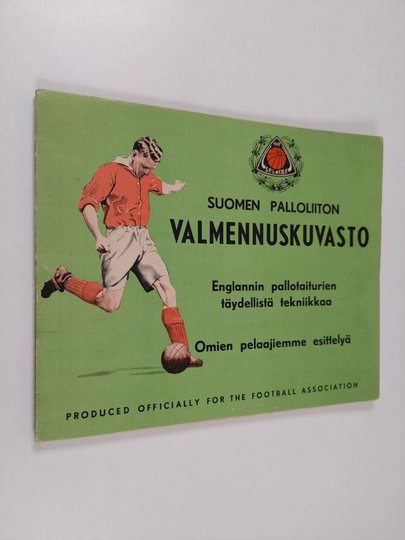 SUOMEN PALLOLIITON
VALMENNUSKUVASTO
Englannin pallotaiturien
täydellistä tekniikkaa
Omien pelaajiemme esittelyä
PRODUCED OFFICIALLY FOR THE FOOTBALL ASSOCIATION